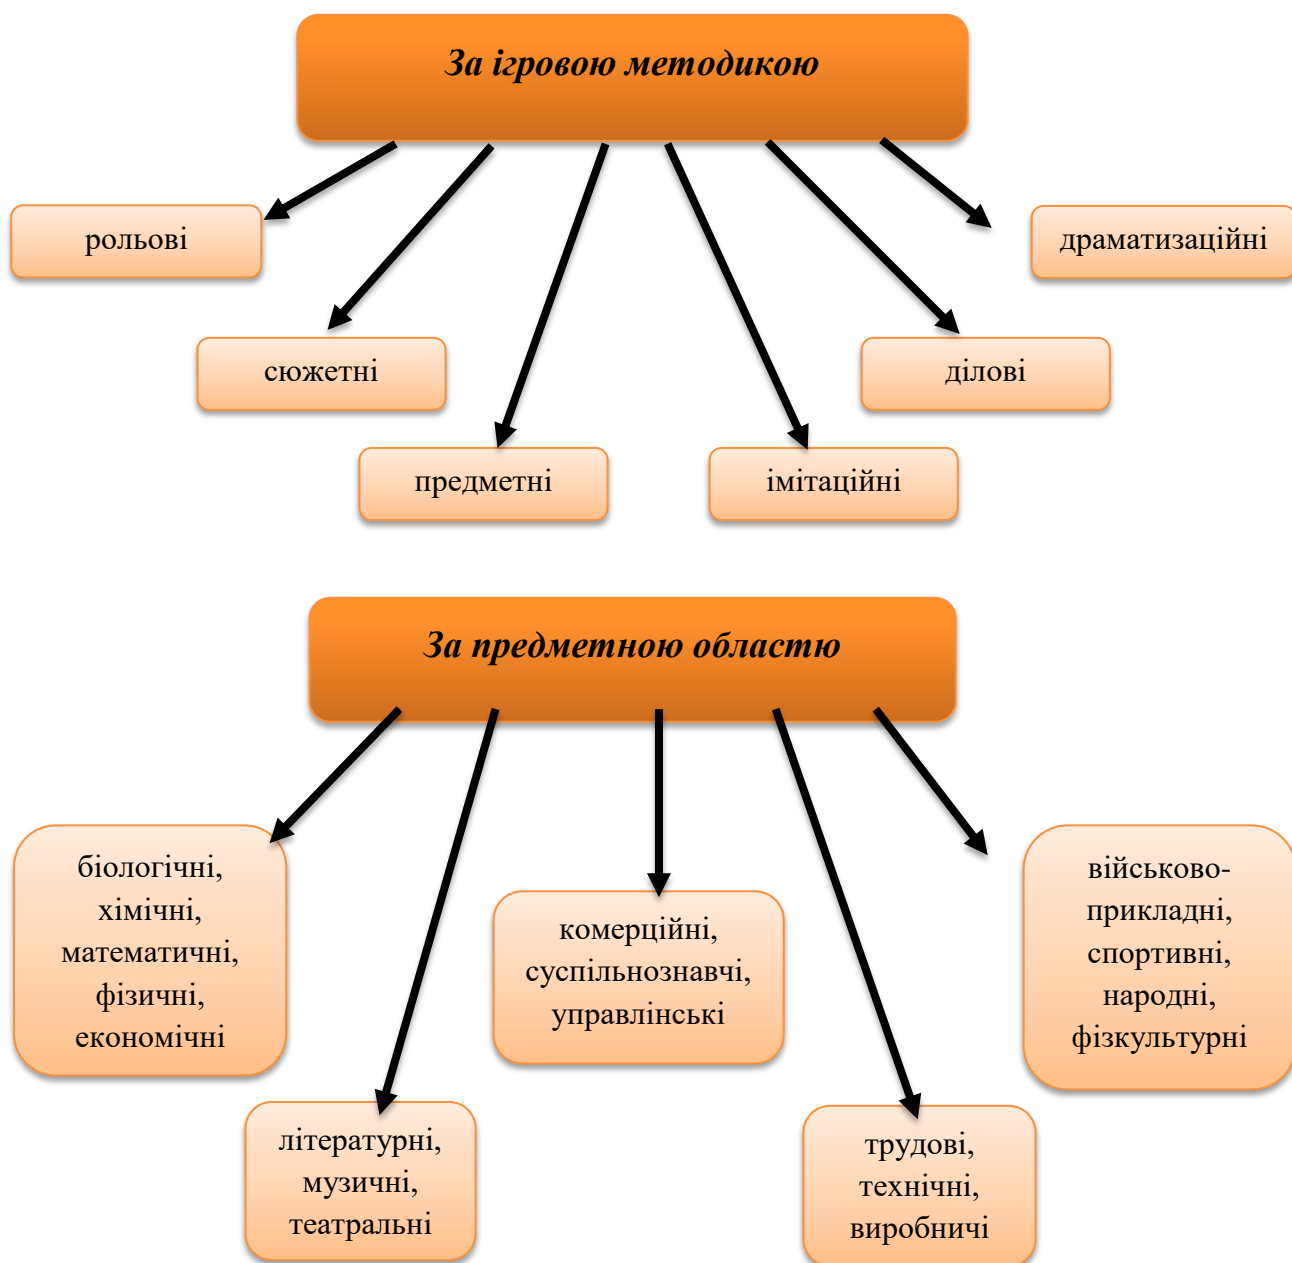 За ігровою методикою
рольові
драматизаційні
сюжетні
ділові
предметні
імітаційні
За предметною областю
біологічні,
хімічні,
математичні,
фізичні,
економічні
літературні,
музичні,
театральні
комерційні,
суспільнознавчі,
управлінські
трудові,
технічні,
виробничі
військово-
прикладні,
спортивні,
народні,
фізкультурні